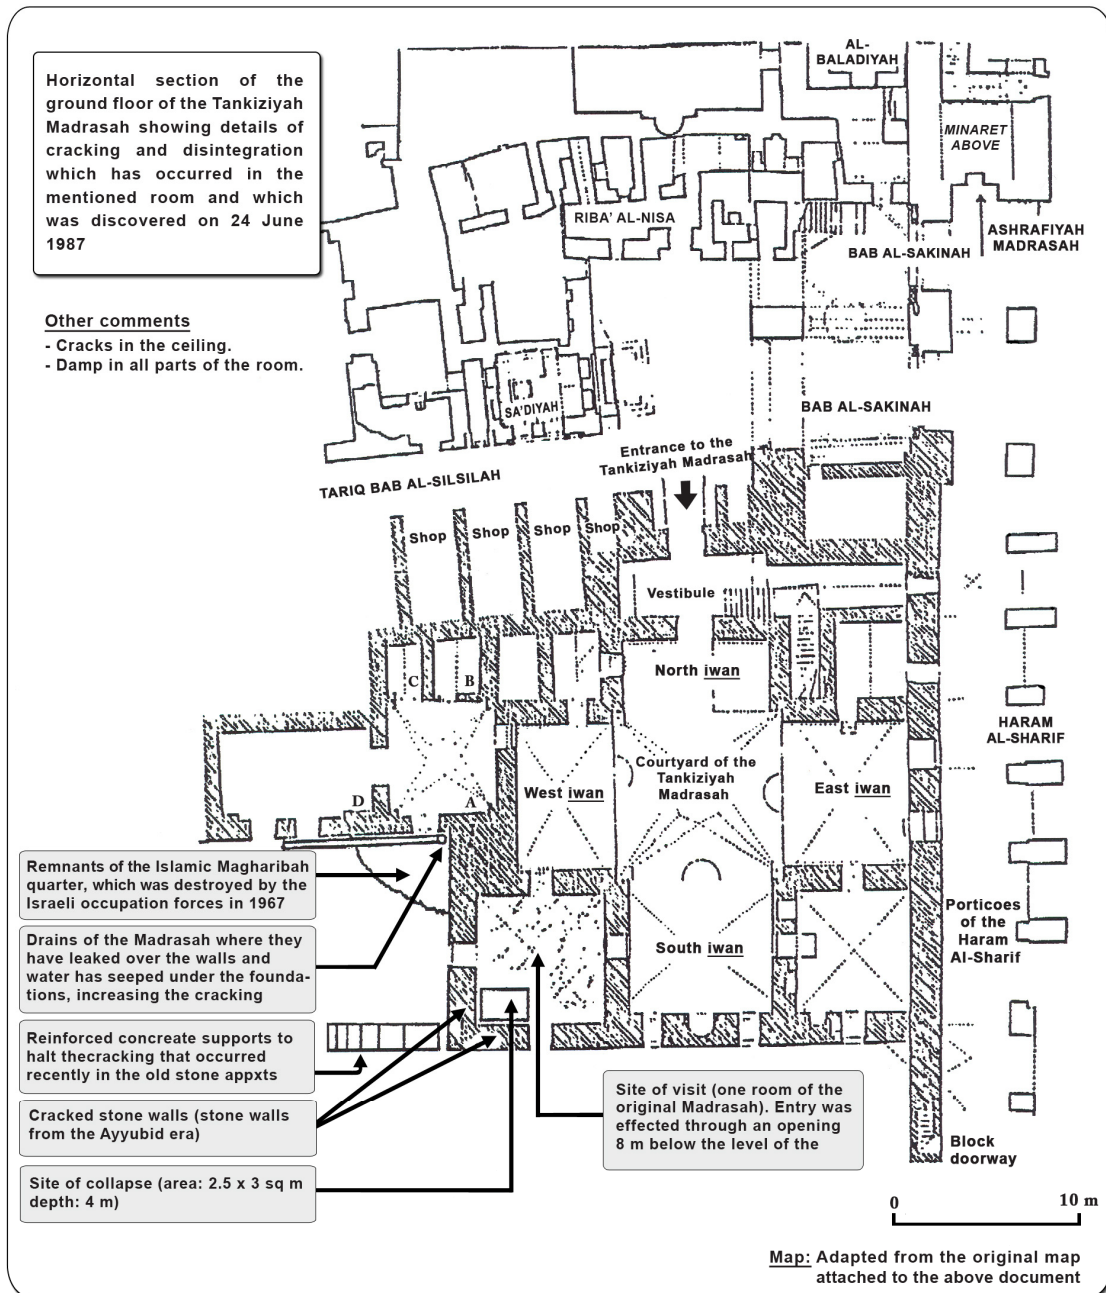 Horizontal section of the
ground floor of the Tankiziyah
Madrasah showing details of
cracking and disintegration
which has occurred in the
mentioned room and which
was discovered on 24 June
1987
Other comments
- Cracks in the ceiling.
- Damp in all parts of the room.
AL-
BALADIYAH
MINARET
ABOVE
RIBA' AL-NISA
ASHRAFIYAH
MADRASAH
BAB AL-SAKINAH
SA'DIYAH
BAB AL-SAKINAH
Entrance to the
Tankiziyah Madrasah
TARIQ BAB AL-SILSILAH
Shop
Shop
Shop
Shop
Vestibule
C
B
North iwan
HARAM
AL-SHARIF
Courtyard of the
Tankiziyah
Madrasah
West iwan
East iwan
D
A
Remnants of the Islamic Magharibah
quarter, which was destroyed by the
Israeli occupation forces in 1967
Drains of the Madrasah where they
have leaked over the walls and
water has seeped under the founda-
tions, increasing the cracking
South iwan
Porticoes
of the
Haram
Al-Sharif
Reinforced concreate supports to
halt thecracking that occurred
recently in the old stone appxts
Cracked stone walls (stone walls
from the Ayyubid era)
Site of visit (one room of the
original Madrasah). Entry was
effected through an opening
8 m below the level of the
Block
doorway
Site of collapse (area: 2.5 x 3 sq m
depth: 4 m)
0 10 m
Map: Adapted from the original map
attached to the above document